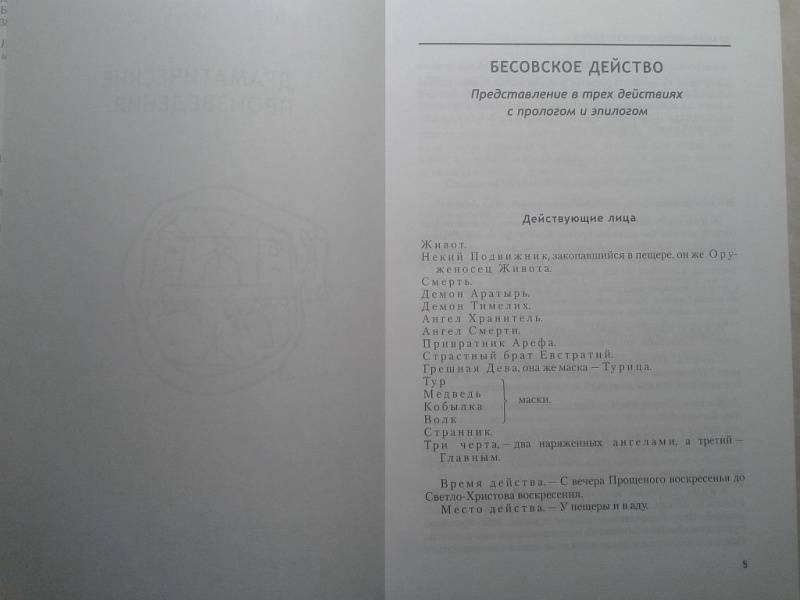 БЕСОВСКОЕ ДЕЙСТВО
Представление в трех действиях
с прологом и эпилогом
Действующие лица
Живот.
Некий Подвижник, закопавшийся в пещере, он же Ору-
женосец Живота.
Смерть.
Демон Аратырь.
Демон Тимелих.
Ангел Хранитель.
Ангел Смерти.
Привратник Арефа.
Страстный брат Евстратий.
Грешная Дева, она же маска — Турица.
Тур
Медведь
Кобылка
Волк
маски.
Странник.
Три черта, — два наряженных ангелами, а третий —
Главным.
Время действа. — С вечера Прощеного воскресенья до
Светло-Христова воскресения.
Место действа. — У пещеры и в аду.
5